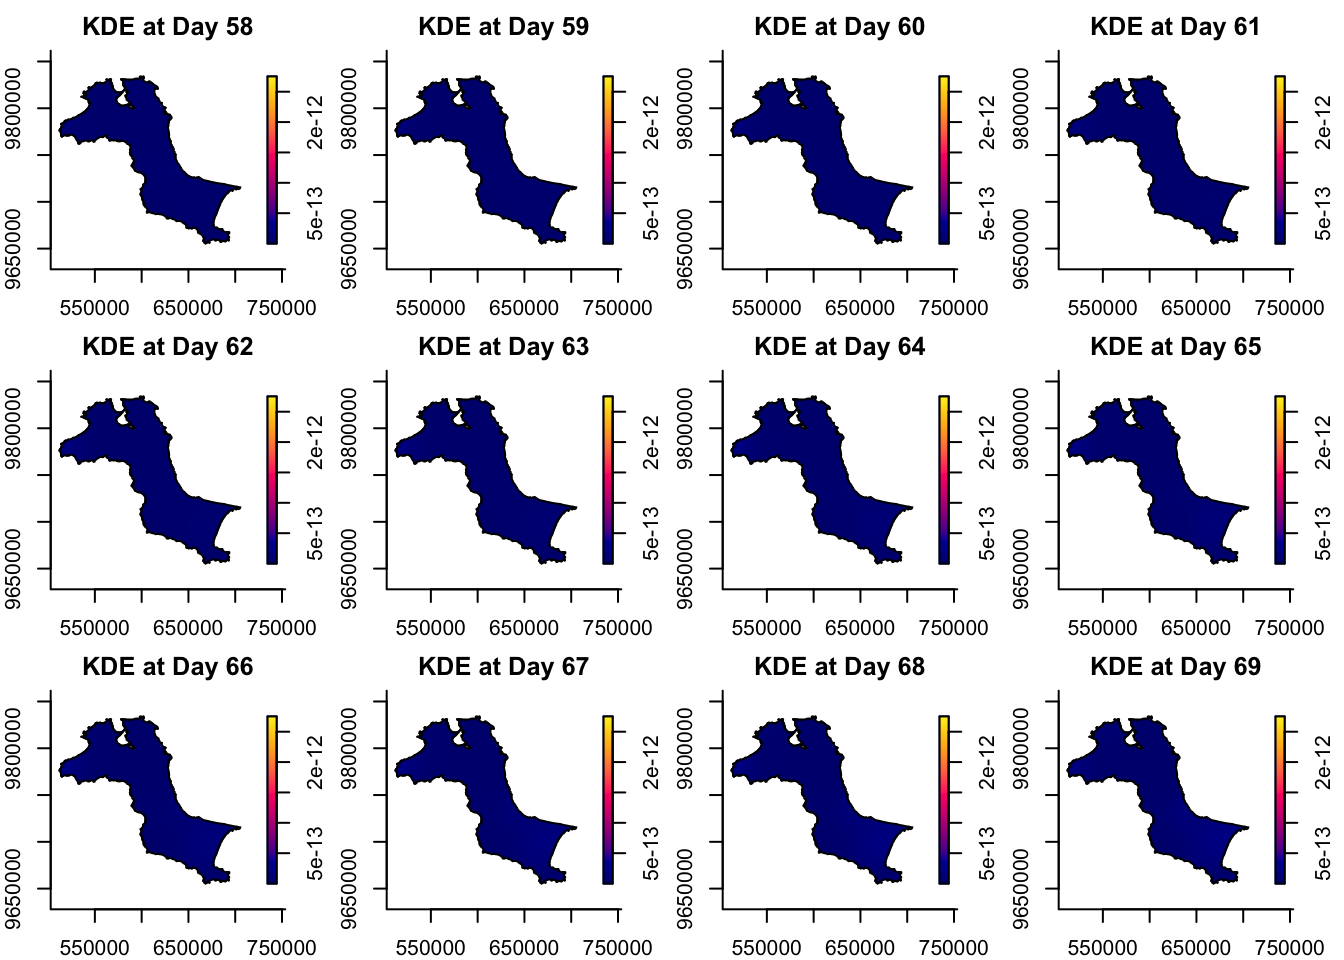 KDE at Day 58
9800000
9650000
2e-12
5e-13
550000 650000 750000
KDE at Day 59
9800000
9650000
2e-12
5e-13
550000 650000 750000
KDE at Day 60
9800000
9650000
2e-12
5e-13
550000 650000 750000
KDE at Day 61
9800000
9650000
2e-12
5e-13
550000 650000 750000
KDE at Day 62
9800000
9650000
2e-12
5e-13
550000 650000 750000
KDE at Day 63
9800000
9650000
2e-12
5e-13
550000 650000 750000
KDE at Day 64
9800000
9650000
2e-12
5e-13
550000 650000 750000
KDE at Day 65
9800000
9650000
2e-12
5e-13
550000 650000 750000
KDE at Day 66
9800000
9650000
2e-12
5e-13
550000 650000 750000
KDE at Day 67
9800000
9650000
2e-12
5e-13
550000 650000 750000
KDE at Day 68
9800000
9650000
2e-12
5e-13
550000 650000 750000
KDE at Day 69
9800000
9650000
2e-12
5e-13
550000 650000 750000